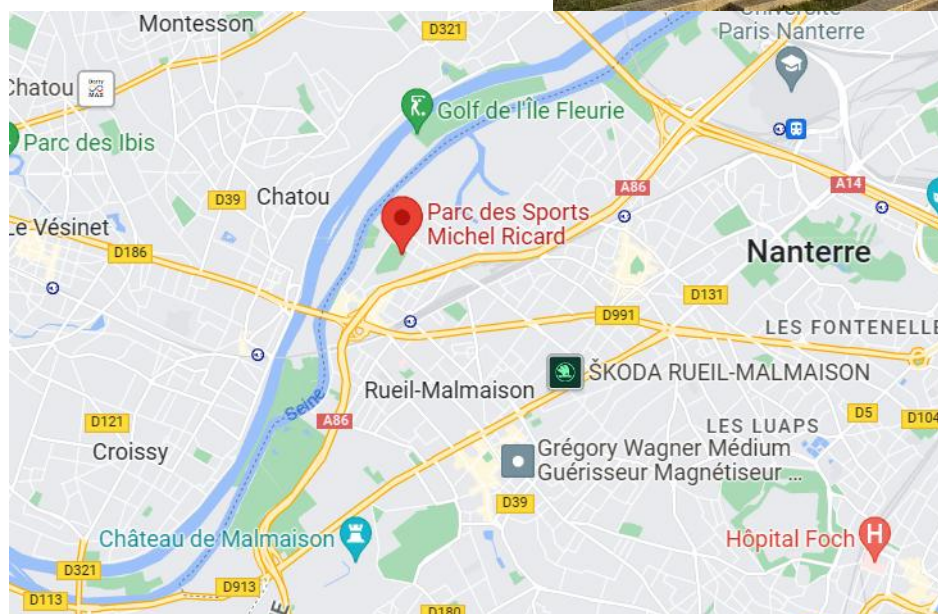 Montesson
D321
Université
Paris Nanterre
Chatou
Golf de l'Île Fleurie
Parc des Ibis
A86
A14
D39
Chatou
Parc des Sports
Michel Ricard
Le Vésinet
D186
Nanterre
D131
D991
LES FONTENELLE
ŠKODA RUEIL-MALMAISON
Rueil-Malmaison
Seine
A86
D121
D5
D104
LES LUAPS
Croissy
Grégory Wagner Médium
Guérisseur Magnétiseur ...
D39
Château de Malmaison
Hôpital Foch
H
D321
D913
D113
D180